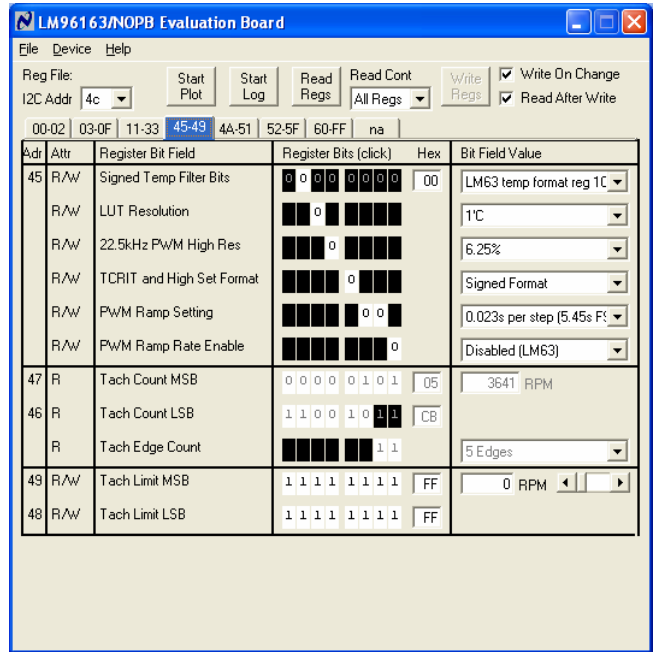 LM96163/NOPB Evaluation Board
File Device Help
Reg File:
I2C Addr 4c
Start Plot
Start Log
Read Regs
Read Cont
All Regs
Write Regs
Write On Change
Read After Write
00-02 03-0F 11-33 45-49 4A-51 52-5F 60-FF na
Adr Attr Register Bit Field Register Bits (click) Hex Bit Field Value
45 R/W Signed Temp Filter Bits 0 0 0 0 0 0 0 0 00 LM63 temp format reg 1C
R/W LUT Resolution 0 1'C
R/W 22.5kHz PWM High Res 0 6.25%
R/W TCRIT and High Set Format 0 Signed Format
R/W PWM Ramp Setting 0 0 0.023s per step (5.45s FS
R/W PWM Ramp Rate Enable 0 Disabled (LM63)
47 R Tach Count MSB 0 0 0 0 0 1 0 1 05 3641 RPM
46 R Tach Count LSB 1 1 0 0 1 0 1 1 CB
R Tach Edge Count 1 1 5 Edges
49 R/W Tach Limit MSB 1 1 1 1 1 1 1 1 FF 0 RPM
48 R/W Tach Limit LSB 1 1 1 1 1 1 1 1 FF